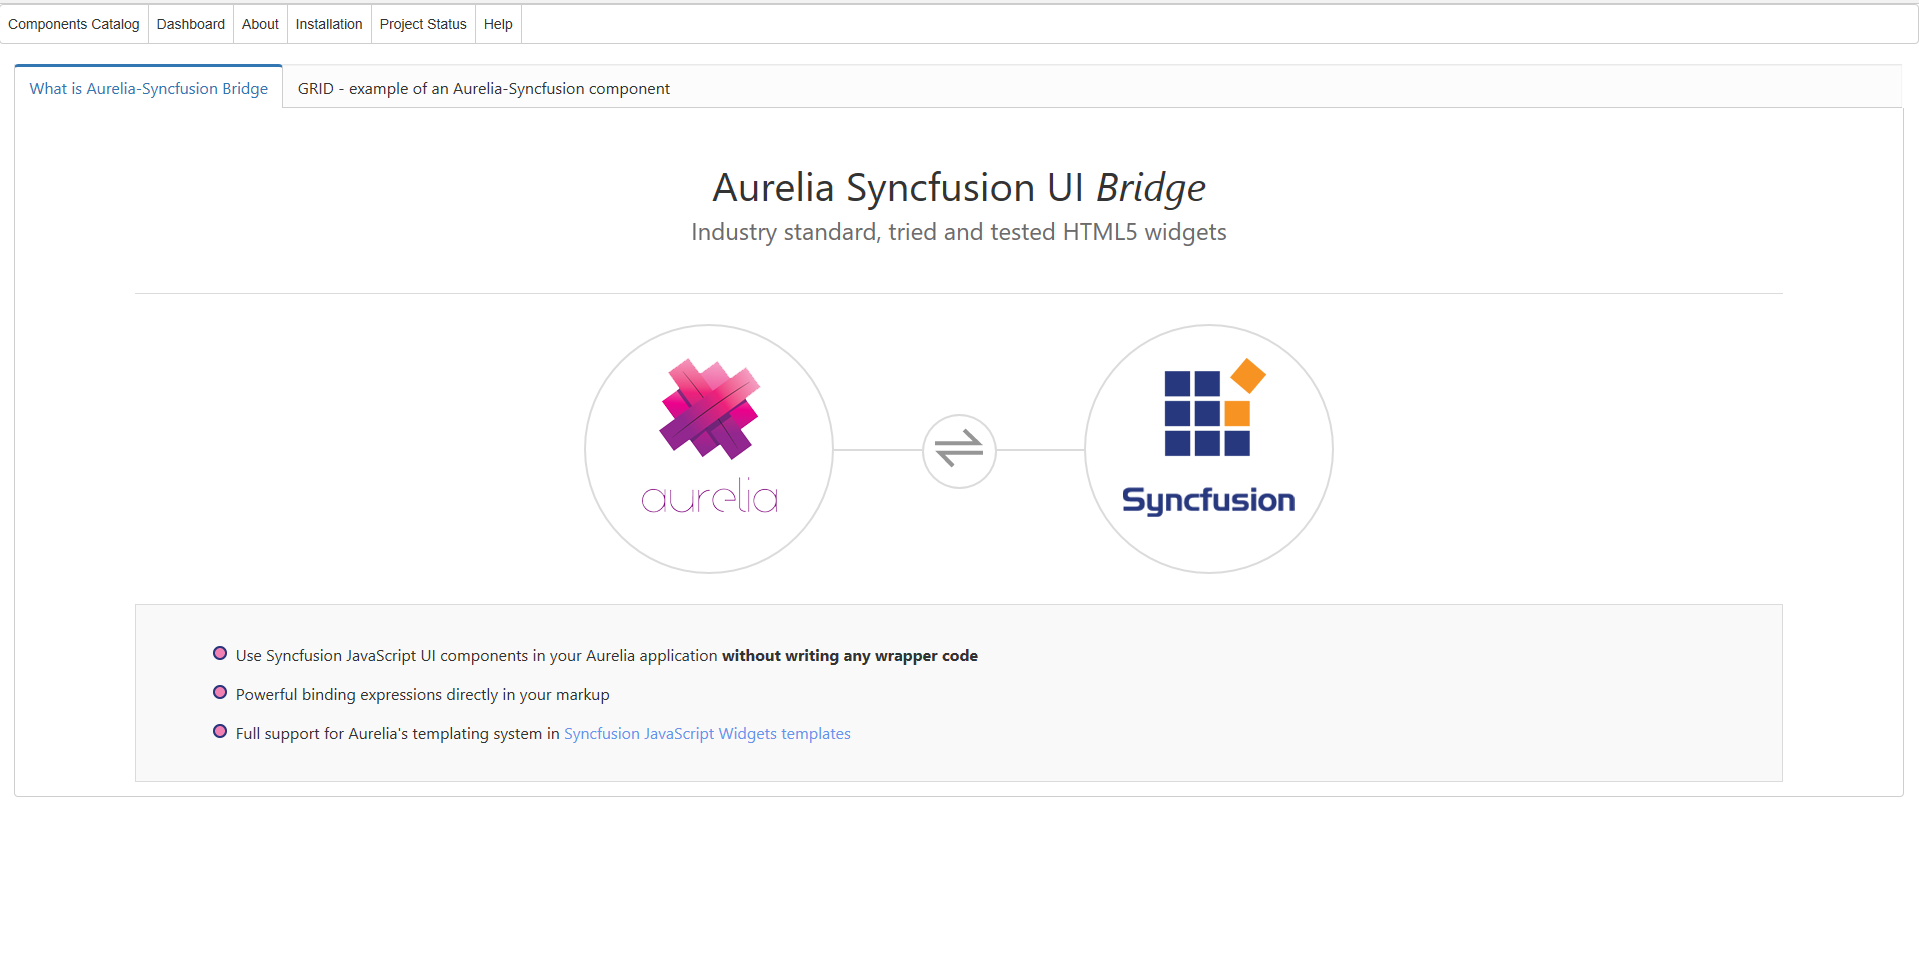 Components Catalog Dashboard About Installation Project Status Help
What is Aurelia-Syncfusion Bridge GRID - example of an Aurelia-Syncfusion component
Aurelia Syncfusion UI Bridge
Industry standard, tried and tested HTML5 widgets
aurelia
Syncfusion
Use Syncfusion JavaScript UI components in your Aurelia application without writing any wrapper code
Powerful binding expressions directly in your markup
Full support for Aurelia's templating system in Syncfusion JavaScript Widgets templates